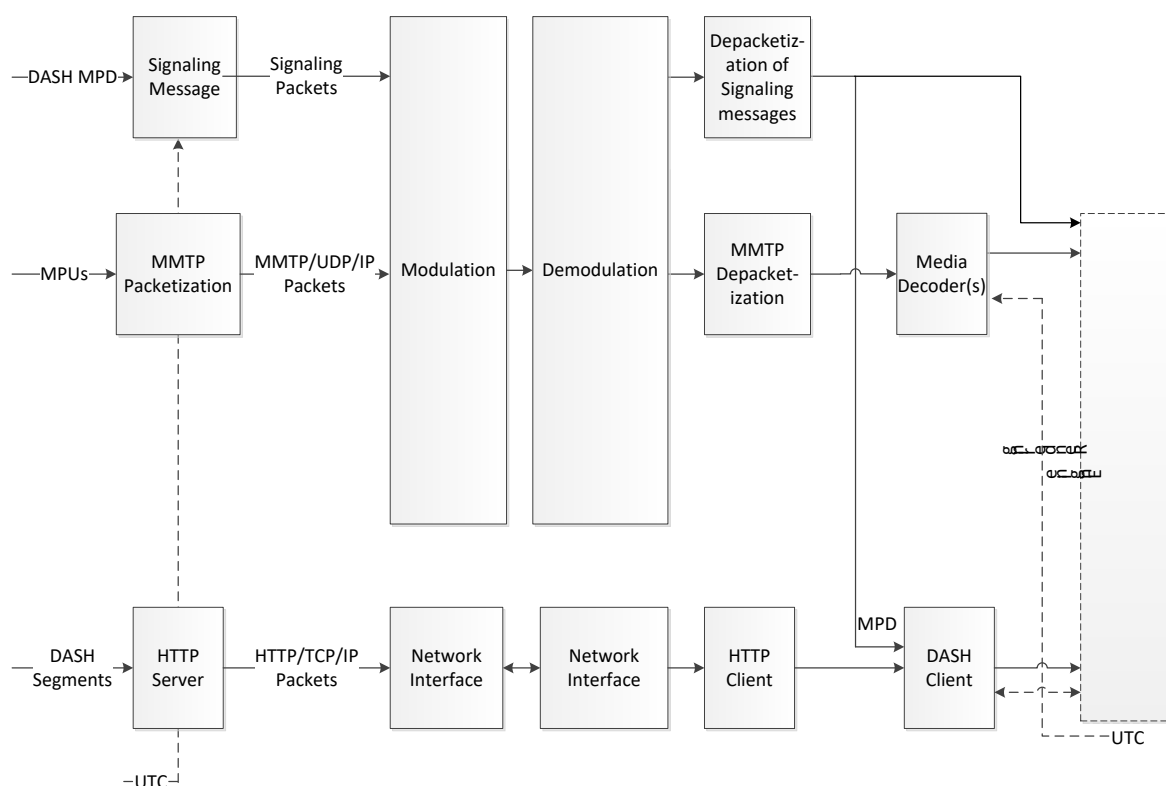 DASH MPD
Signaling
Message
Signaling
Packets
Depacketiz-
ation of
Signaling
messages
MPUs
MMTP
Packetization
MMTP/UDP/IP
Packets
Modulation
Demodulation
MMTP
Depacket-
ization
Media
Decoder(s)
MPD
DASH
Segments
HTTP
Server
HTTP/TCP/IP
Packets
Network
Interface
Network
Interface
HTTP
Client
DASH
Client
UTC
UTC